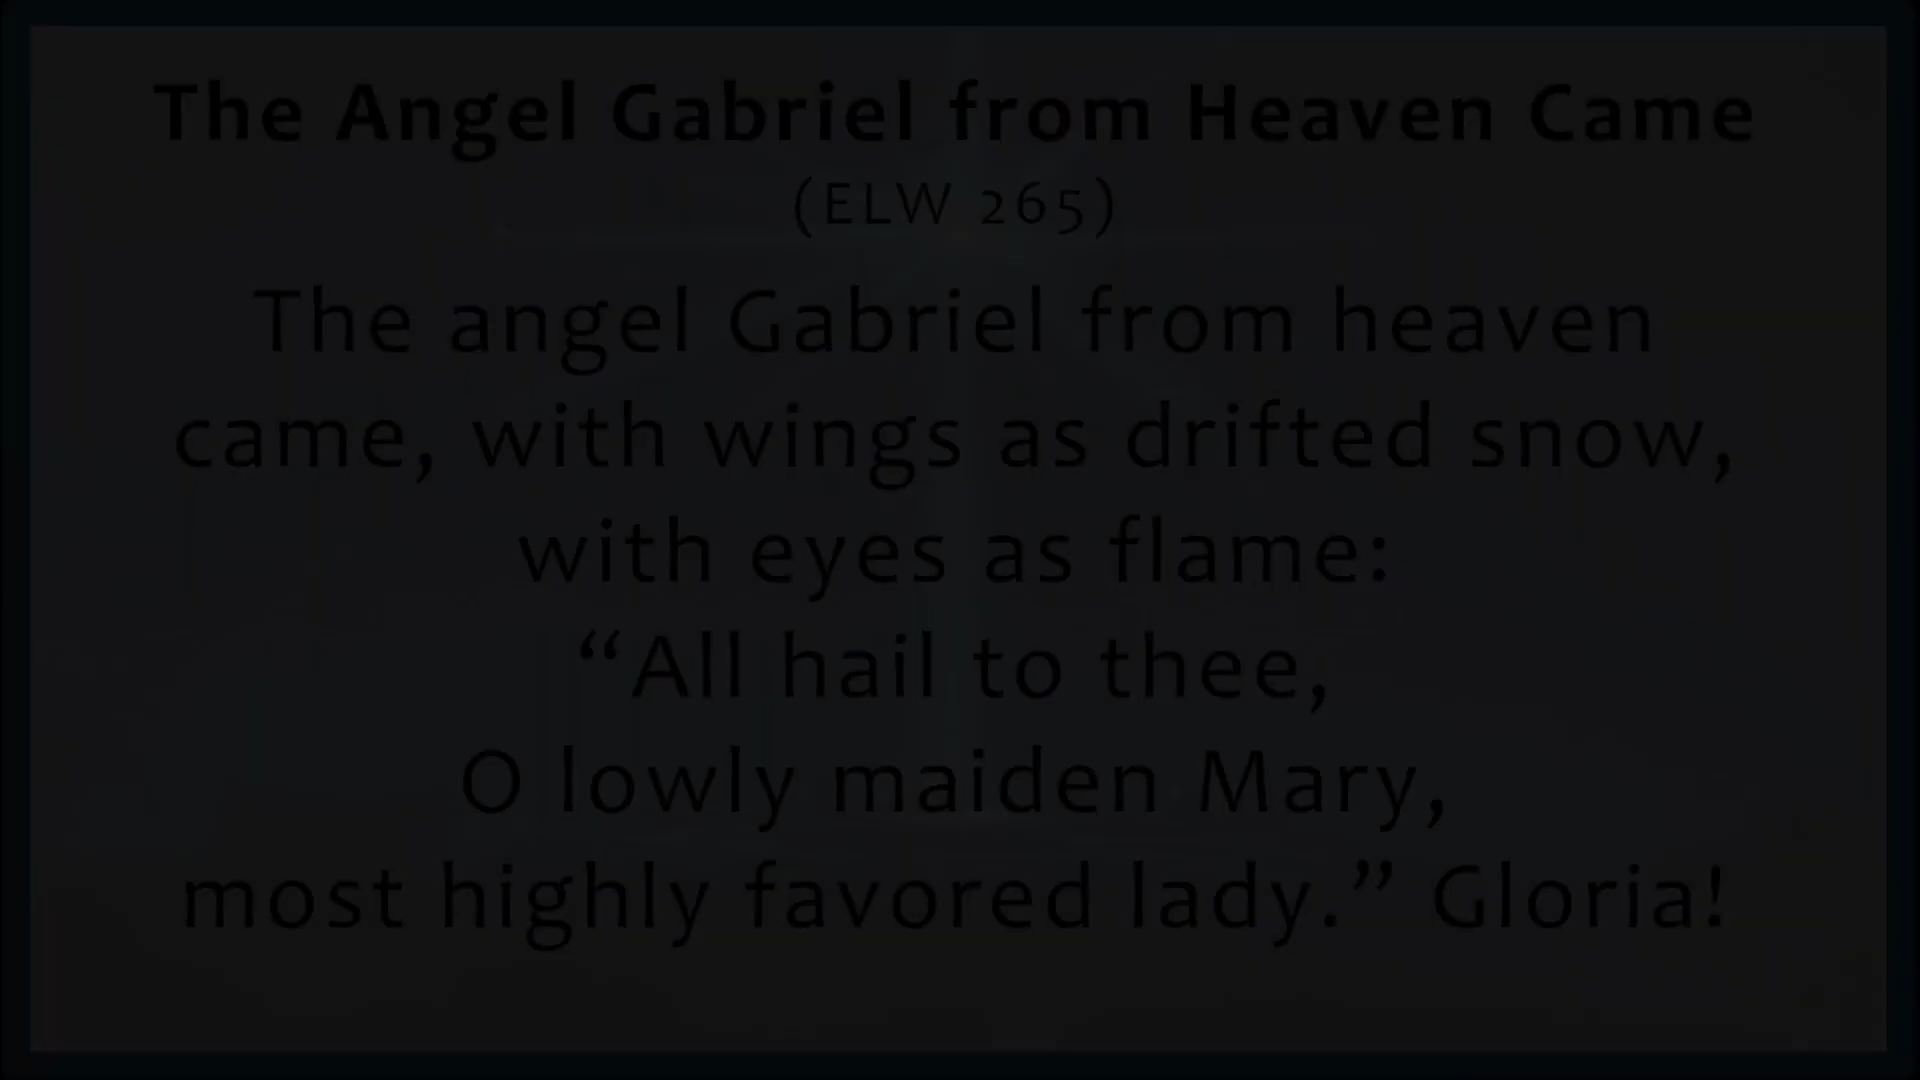 The Angel Gabriel from Heaven Came
(ELW 265)
The angel Gabriel from heaven
came, with wings as drifted snow,
with eyes as flame:
“All hail to thee,
O lowly maiden Mary,
most highly favored lady.” Gloria!